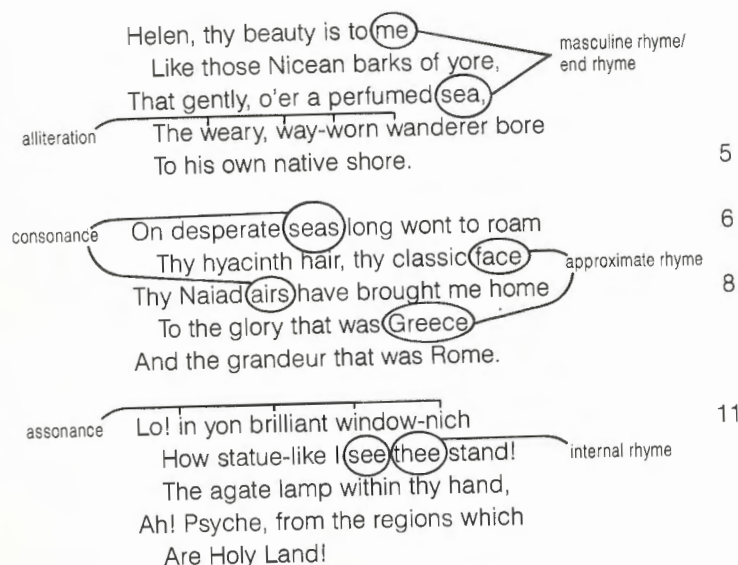 Helen, thy beauty is to me
masculine rhyme/
end rhyme
Like those Nicean barks of yore,
That gently, o'er a perfumed sea,
alliteration
The weary, way-worn wanderer bore
To his own native shore. 5
consonance
On desperate seas long wont to roam 6
Thy hyacinth hair, thy classic face
approximate rhyme
Thy Naiad airs have brought me home 8
To the glory that was Greece
And the grandeur that was Rome.
assonance
Lo! in yon brilliant window-nich 11
How statue-like I see thee stand!
internal rhyme
The agate lamp within thy hand,
Ah! Psyche, from the regions which
Are Holy Land!